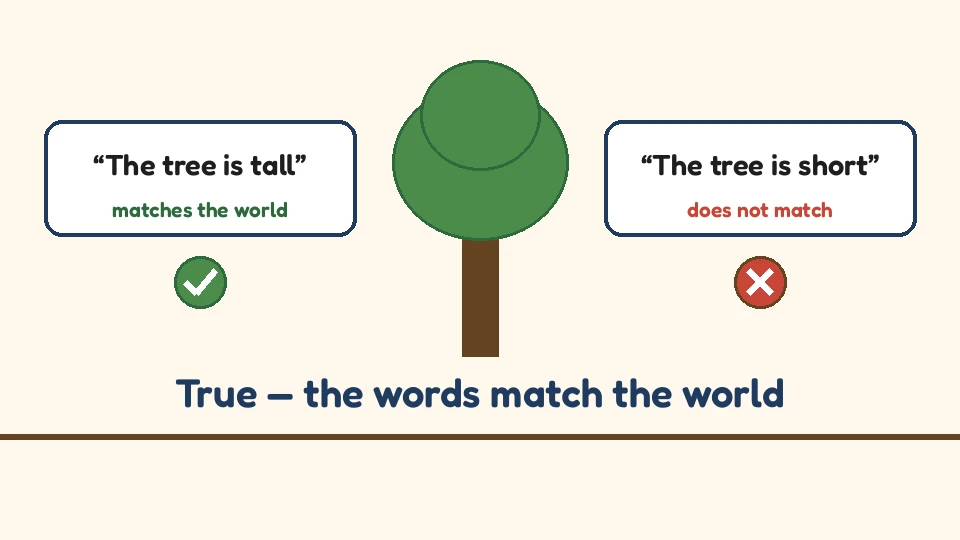 “The tree is tall”
matches the world
“The tree is short”
does not match
True — the words match the world